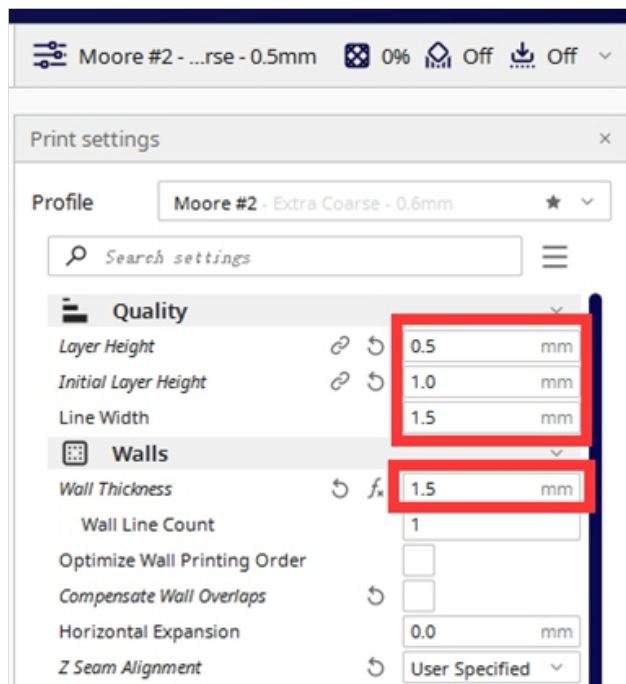 Moore #2 - ...rse - 0.5mm 0% Off Off
Print settings ×
Profile Moore #2 - Extra Coarse - 0.6mm
Search settings
Quality
Layer Height 0.5 mm
Initial Layer Height 1.0 mm
Line Width 1.5 mm
Walls
Wall Thickness fx 1.5 mm
Wall Line Count 1
Optimize Wall Printing Order
Compensate Wall Overlaps
Horizontal Expansion 0.0 mm
Z Seam Alignment User Specified